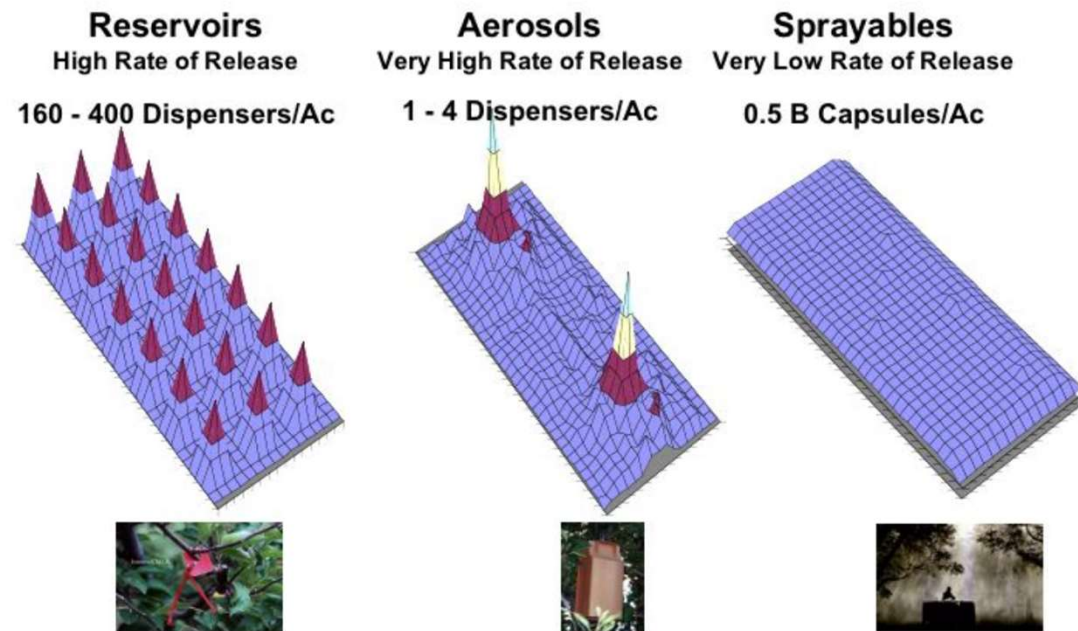 Reservoirs
High Rate of Release
160 - 400 Dispensers/Ac
Aerosols
Very High Rate of Release
1 - 4 Dispensers/Ac
Sprayables
Very Low Rate of Release
0.5 B Capsules/Ac